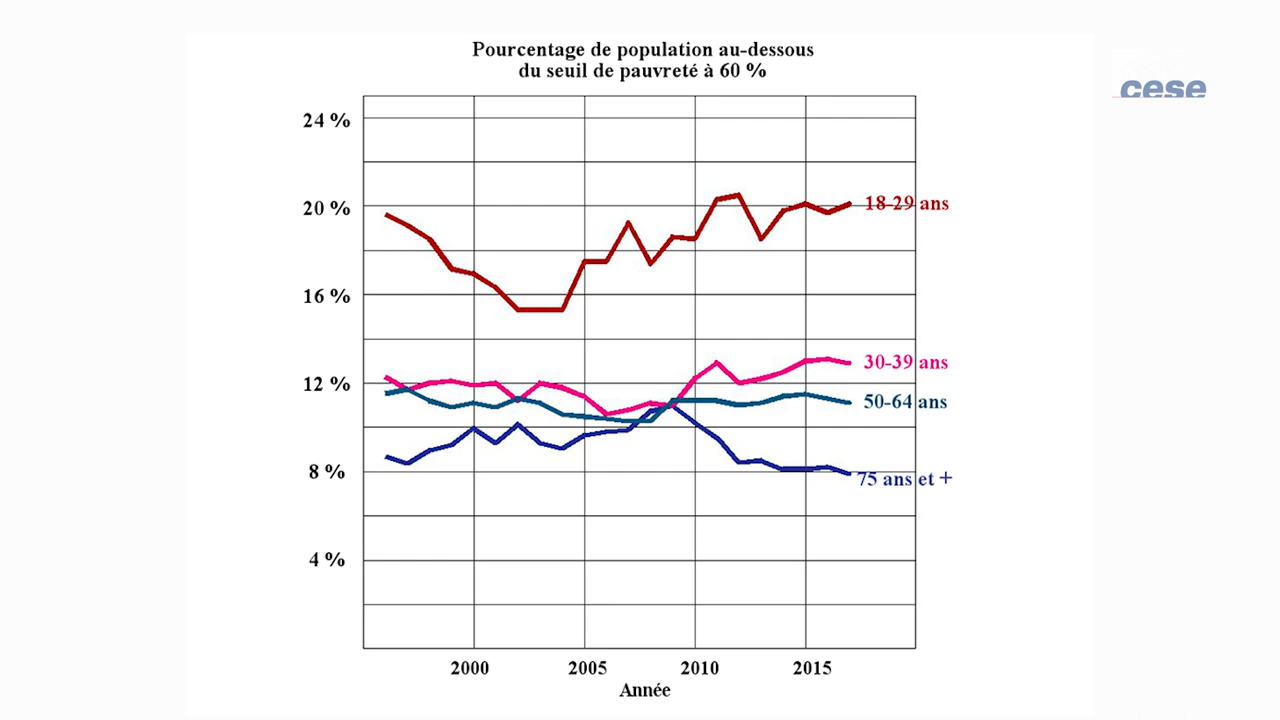 Pourcentage de population au-dessous
du seuil de pauvreté à 60 %
cese
24 %
20 %
18-29 ans
16 %
30-39 ans
12 %
50-64 ans
8 %
75 ans et +
4 %
2000 2005 2010 2015
Année